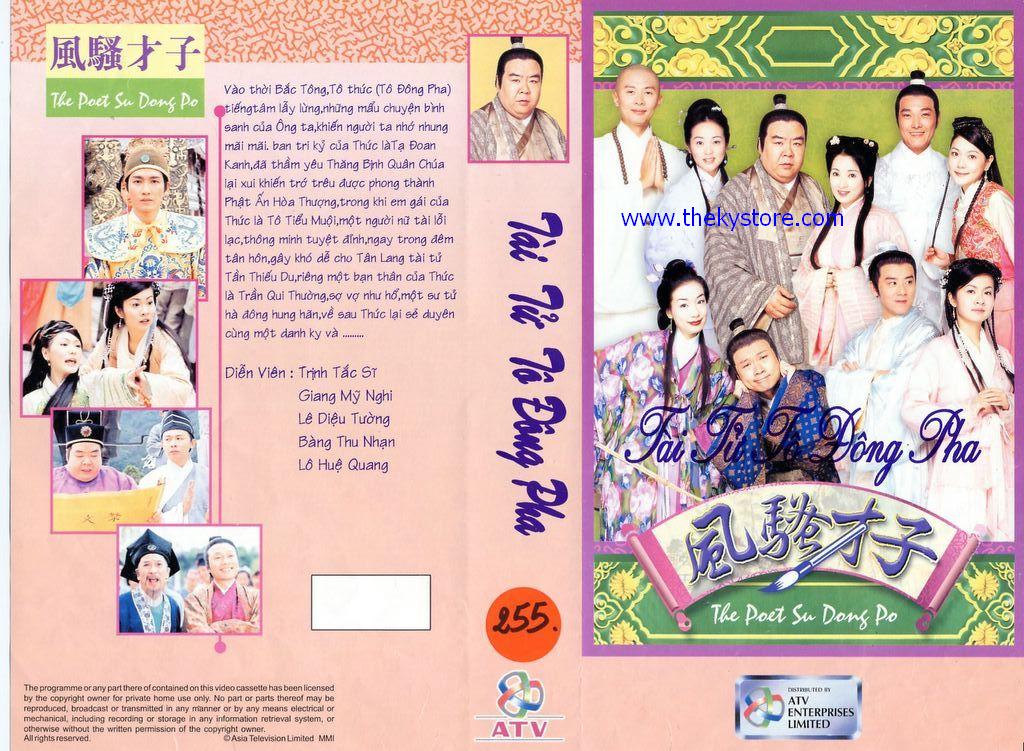 風騷才子
The Poet Su Dong Po
Vào thời Bắc Tông,Tô thức (Tô Đông Pha)
tiếngtâm lẫy lừng,những mẩu chuyện bình
sanh của Ông ta,khiến người ta nhớ nhung
mãi mãi. bạn tri kỷ của Thức làTạ Đoan
Kanh,đã thầm yêu Thăng Bình Quân Chúa
lại xui khiến trớ trêu được phong thành
Phật Ấn Hòa Thượng,trong khi em gái của
Thức là Tô Tiểu Muội,một người nữ tài lỗi
lạc,thông minh tuyệt đỉnh,ngay trong đêm
tân hôn,gây khó dễ cho Tân Lang tài tử
Tần Thiếu Du,riêng một bạn thân của Thức
là Trần Qui Thường,sợ vợ như hổ,một sư tử
hà đông hung hãn,về sau Thức lại sẻ duyên
cùng một danh kỵ và .........
Diễn Viên : Trịnh Tắc Sĩ
Giang Mỹ Nghi
Lê Diệu Tường
Bàng Thu Nhạn
Lô Huệ Quang
The programme or any part there of contained on this video cassette has been licensed
by the copyright owner for private home use only. No part or parts thereof may be
reproduced, broadcast or transmitted in any manner or by any means electrical or
mechanical, including recording or storage in any information retrieval system, or
otherwise without the written permission of the copyright owner.
All rights reserved. © Asia Television Limited MMI
Tài Tử Tô Đông Pha
255.
ATV
www.thekystore.com
Tài Tử Tô Đông Pha
風騷才子
The Poet Su Dong Po
DISTRIBUTED BY
ATV
ENTERPRISES
LIMITED